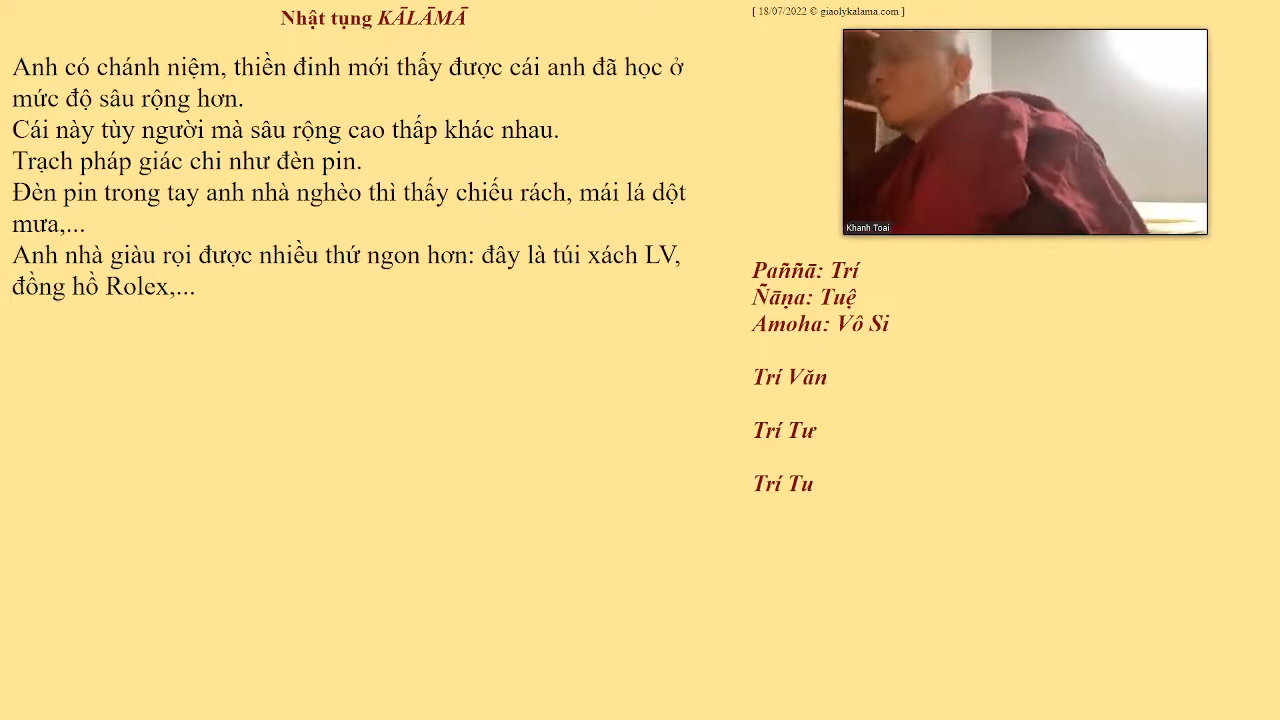 Nhật tụng KĀLĀMĀ
Anh có chánh niệm, thiền đinh mới thấy được cái anh đã học ở
mức độ sâu rộng hơn.
Cái này tùy người mà sâu rộng cao thấp khác nhau.
Trạch pháp giác chi như đèn pin.
Đèn pin trong tay anh nhà nghèo thì thấy chiếu rách, mái lá dột
mưa,...
Anh nhà giàu rọi được nhiều thứ ngon hơn: đây là túi xách LV,
đồng hồ Rolex,...
[ 18/07/2022 © giaolykalama.com ]
Khanh Toai
Paññā: Trí
Ñāṇa: Tuệ
Amoha: Vô Si
Trí Văn
Trí Tư
Trí Tu